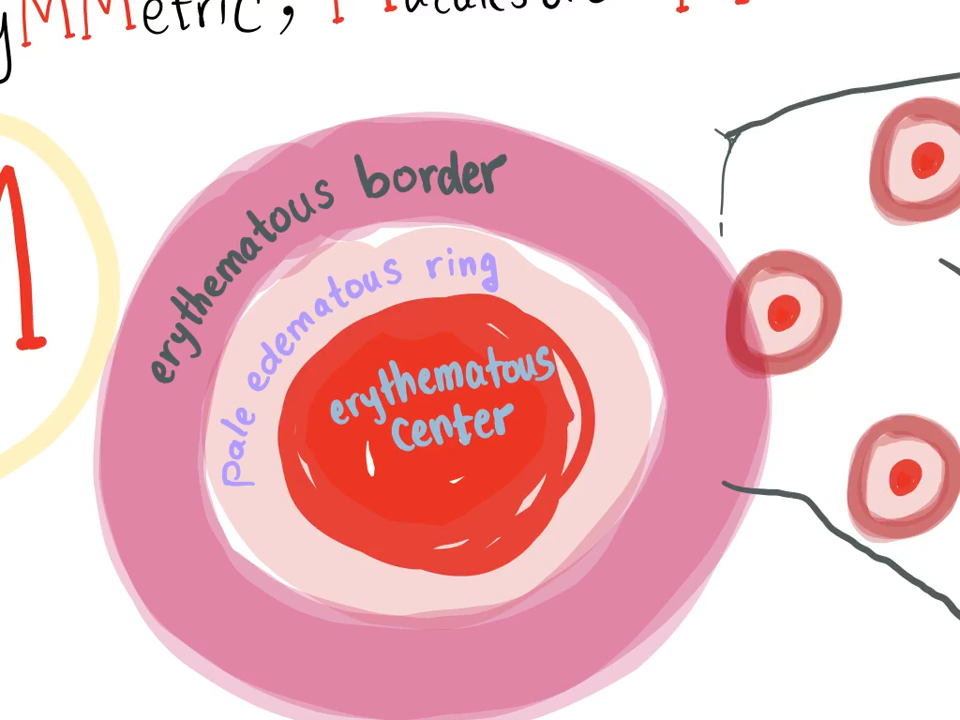 yMMetric,
erythematous border
pale edematous ring
erythematous
center